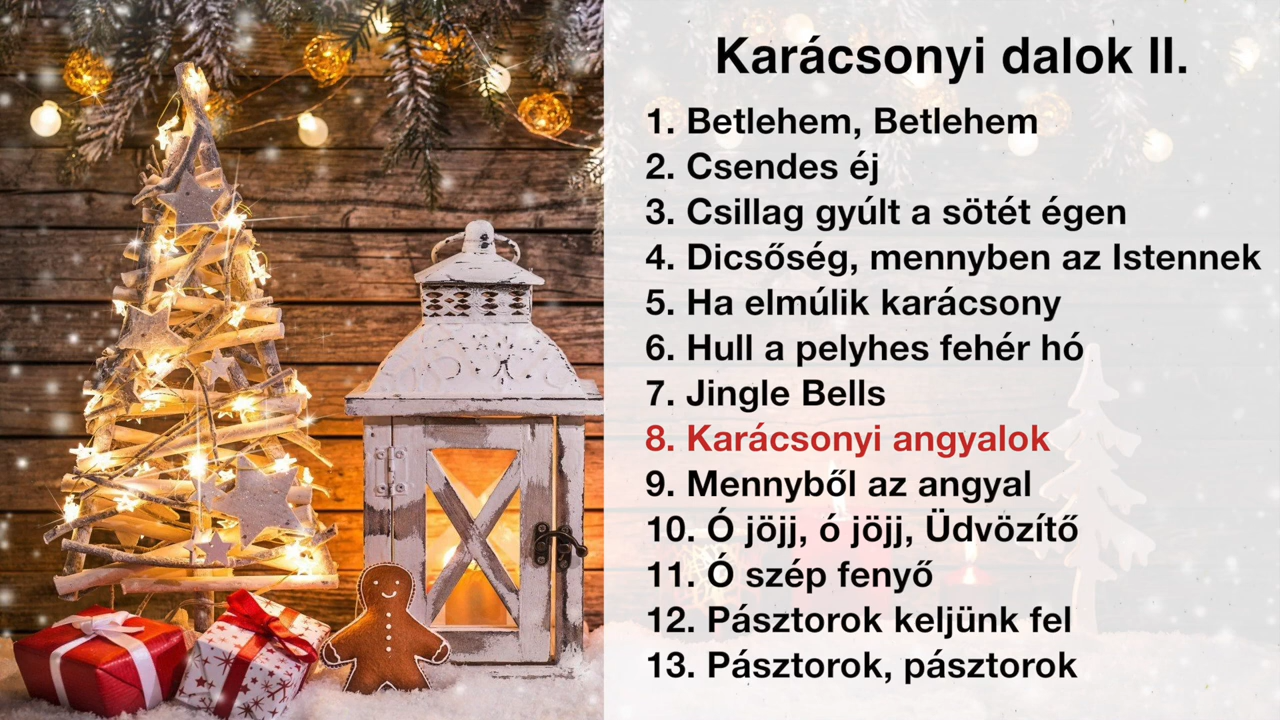 Karácsonyi dalok II.
1. Betlehem, Betlehem
2. Csendes éj
3. Csillag gyúlt a sötét égen
4. Dicsőség, mennyben az Istennek
5. Ha elmúlik karácsony
6. Hull a pelyhes fehér hó
7. Jingle Bells
8. Karácsonyi angyalok
9. Mennyből az angyal
10. Ó jöjj, ó jöjj, Üdvözítő
11. Ó szép fenyő
12. Pásztorok keljünk fel
13. Pásztorok, pásztorok